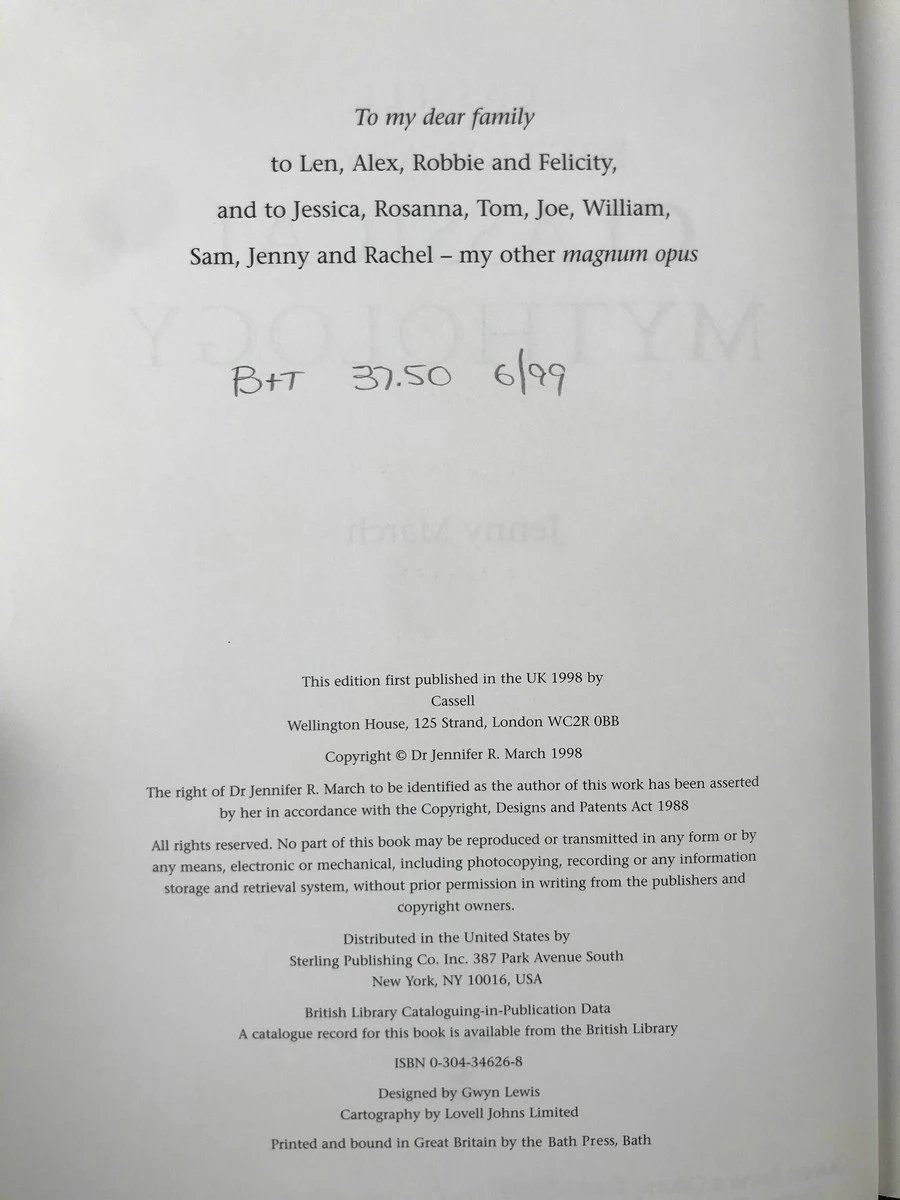 To my dear family
to Len, Alex, Robbie and Felicity,
and to Jessica, Rosanna, Tom, Joe, William,
Sam, Jenny and Rachel – my other magnum opus
B+T 37.50 6/99
This edition first published in the UK 1998 by
Cassell
Wellington House, 125 Strand, London WC2R 0BB
Copyright © Dr Jennifer R. March 1998
The right of Dr Jennifer R. March to be identified as the author of this work has been asserted
by her in accordance with the Copyright, Designs and Patents Act 1988
All rights reserved. No part of this book may be reproduced or transmitted in any form or by
any means, electronic or mechanical, including photocopying, recording or any information
storage and retrieval system, without prior permission in writing from the publishers and
copyright owners.
Distributed in the United States by
Sterling Publishing Co. Inc. 387 Park Avenue South
New York, NY 10016, USA
British Library Cataloguing-in-Publication Data
A catalogue record for this book is available from the British Library
ISBN 0-304-34626-8
Designed by Gwyn Lewis
Cartography by Lovell Johns Limited
Printed and bound in Great Britain by the Bath Press, Bath